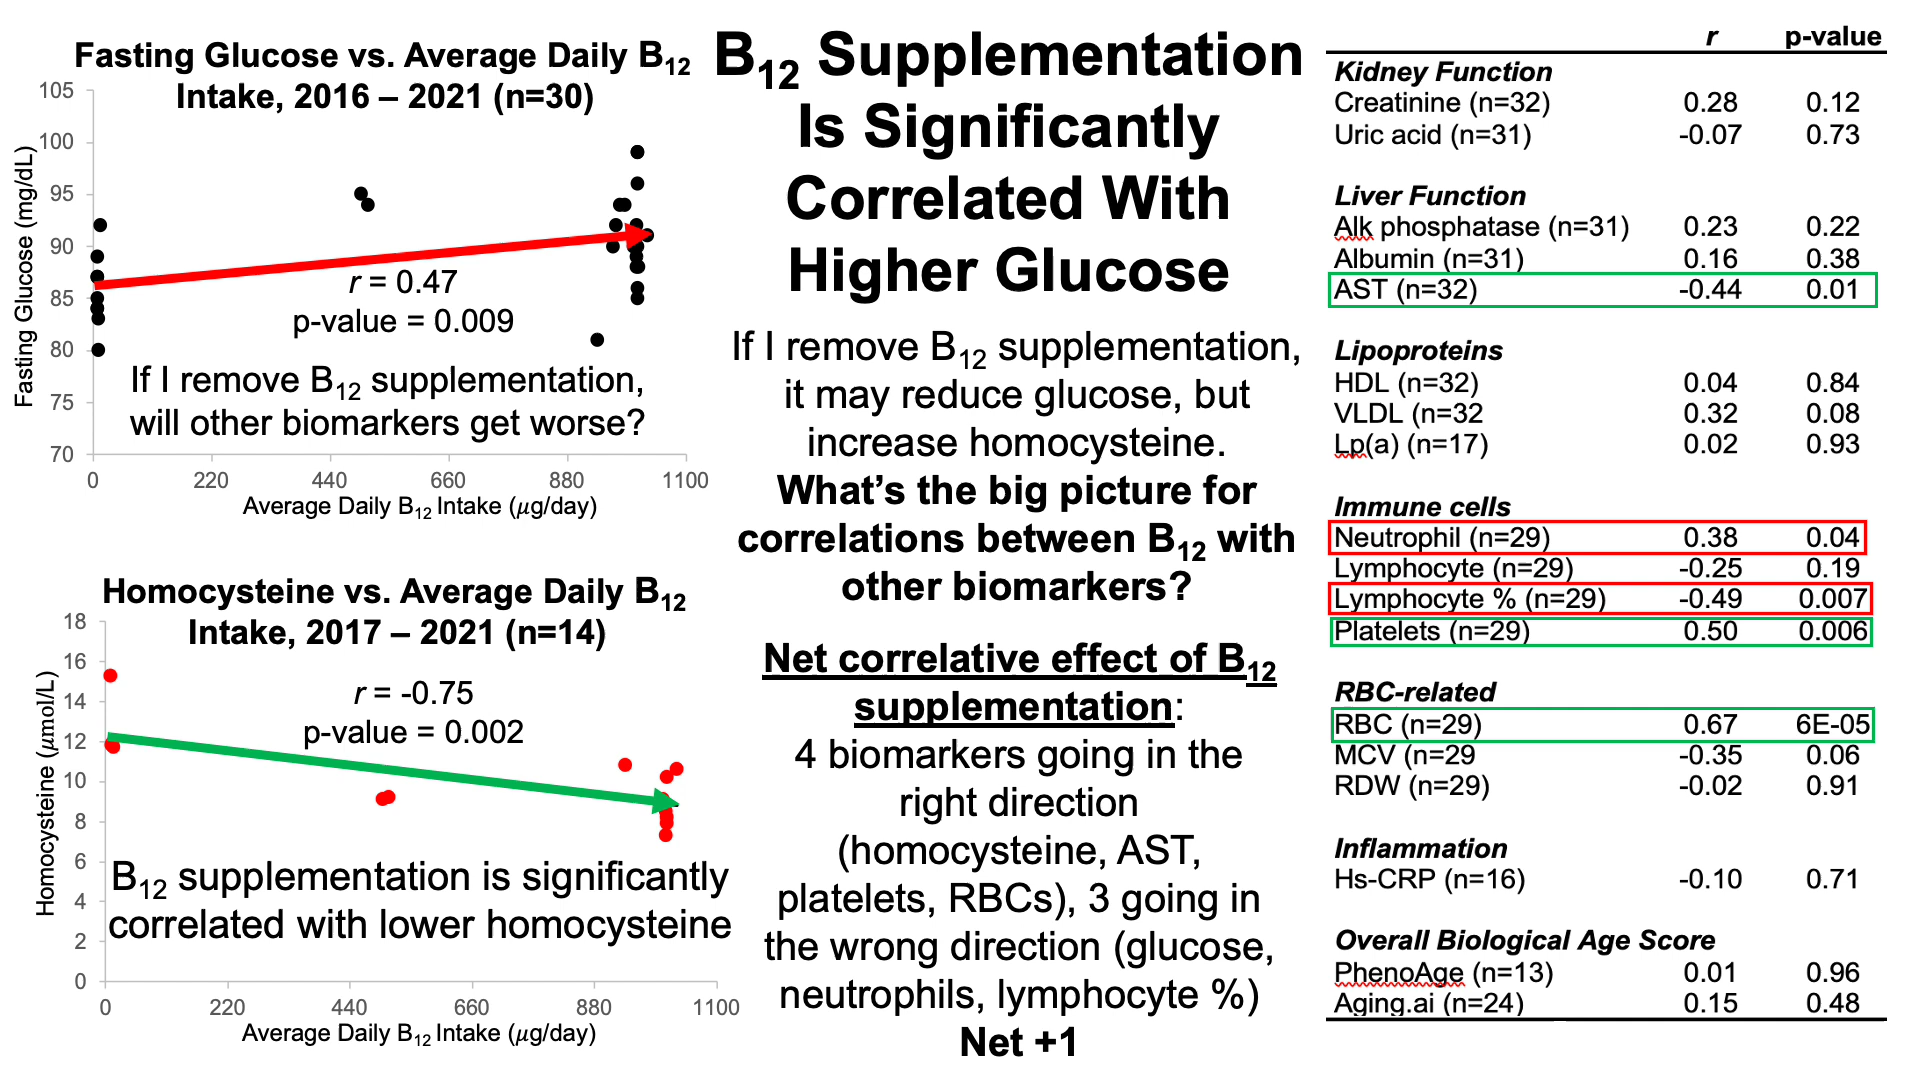 Fasting Glucose vs. Average Daily B12
Intake, 2016 – 2021 (n=30)
Fasting Glucose (mg/dL)
105
100
95
90
85
80
75
70
r = 0.47
p-value = 0.009
If I remove B12 supplementation,
will other biomarkers get worse?
0 220 440 660 880 1100
Average Daily B12 Intake (μg/day)
Homocysteine vs. Average Daily B12
Intake, 2017 – 2021 (n=14)
Homocysteine (μmol/L)
18
16
14
12
10
8
6
4
2
0
r = -0.75
p-value = 0.002
B12 supplementation is significantly
correlated with lower homocysteine
0 220 440 660 880 1100
Average Daily B12 Intake (μg/day)
B12 Supplementation
Is Significantly
Correlated With
Higher Glucose
If I remove B12 supplementation,
it may reduce glucose, but
increase homocysteine.
What's the big picture for
correlations between B12 with
other biomarkers?
Net correlative effect of B12
supplementation:
4 biomarkers going in the
right direction
(homocysteine, AST,
platelets, RBCs), 3 going in
the wrong direction (glucose,
neutrophils, lymphocyte %)
Net +1
r p-value
Kidney Function
Creatinine (n=32) 0.28 0.12
Uric acid (n=31) -0.07 0.73
Liver Function
Alk phosphatase (n=31) 0.23 0.22
Albumin (n=31) 0.16 0.38
AST (n=32) -0.44 0.01
Lipoproteins
HDL (n=32) 0.04 0.84
VLDL (n=32 0.32 0.08
Lp(a) (n=17) 0.02 0.93
Immune cells
Neutrophil (n=29) 0.38 0.04
Lymphocyte (n=29) -0.25 0.19
Lymphocyte % (n=29) -0.49 0.007
Platelets (n=29) 0.50 0.006
RBC-related
RBC (n=29) 0.67 6E-05
MCV (n=29 -0.35 0.06
RDW (n=29) -0.02 0.91
Inflammation
Hs-CRP (n=16) -0.10 0.71
Overall Biological Age Score
PhenoAge (n=13) 0.01 0.96
Aging.ai (n=24) 0.15 0.48